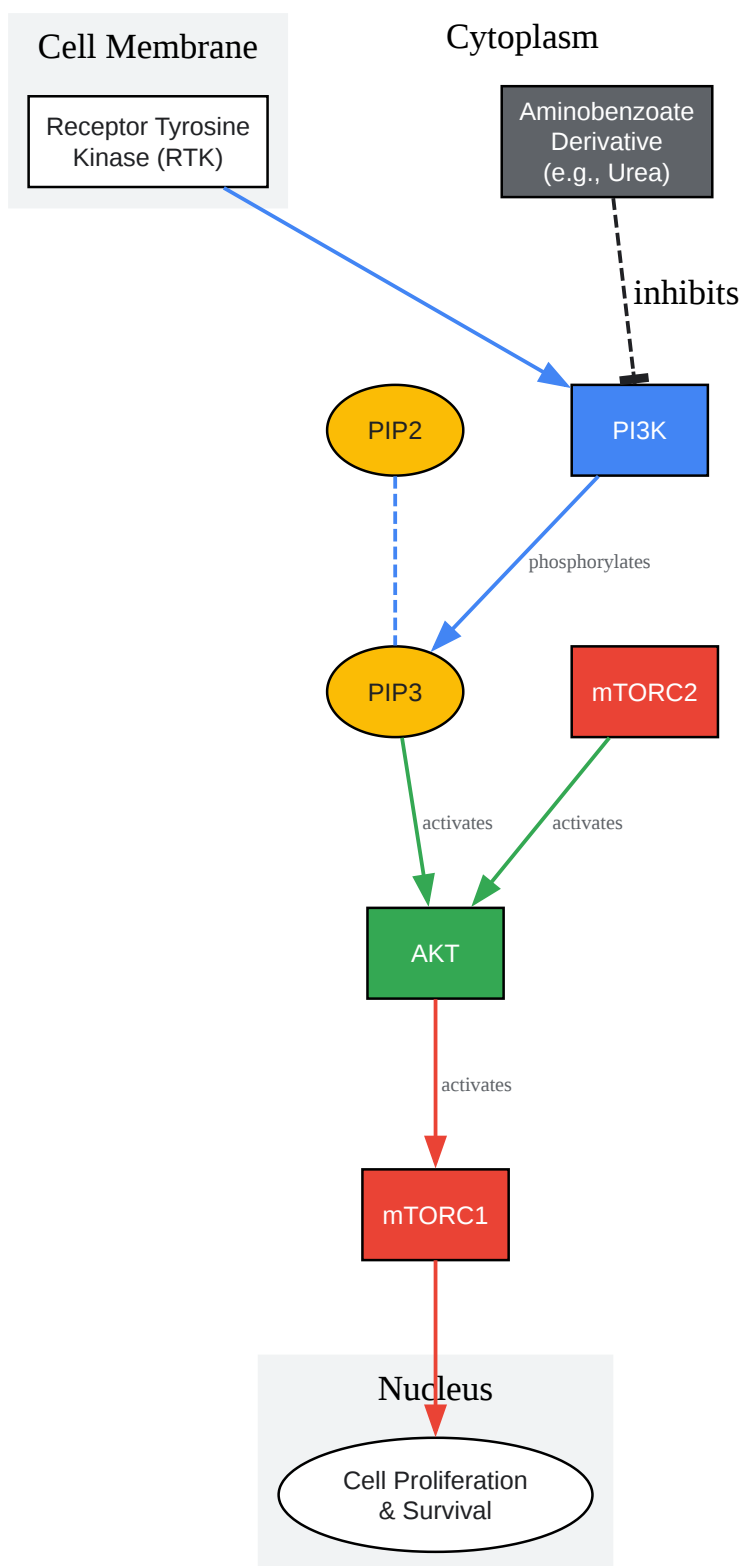 Cell Membrane
Cytoplasm
Receptor Tyrosine
Kinase (RTK)
Aminobenzoate
Derivative
(e.g., Urea)
inhibits
PIP2
PI3K
phosphorylates
PIP3
mTORC2
activates
activates
AKT
activates
mTORC1
Nucleus
Cell Proliferation
& Survival